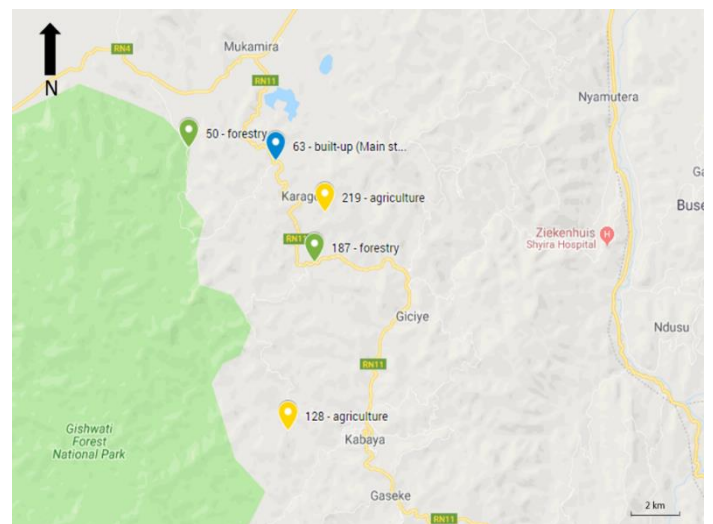 N
RN4
Mukamira
RN11
Nyamutera
50 - forestry
63 - built-up (Main st...
Karago
219 - agriculture
Buse
Ziekenhuis
Shyira Hospital
H
RN11
187 - forestry
Giciye
Ndusu
RN11
128 - agriculture
Gishwati
Forest
National Park
Kabaya
Gaseke
RN11
2 km